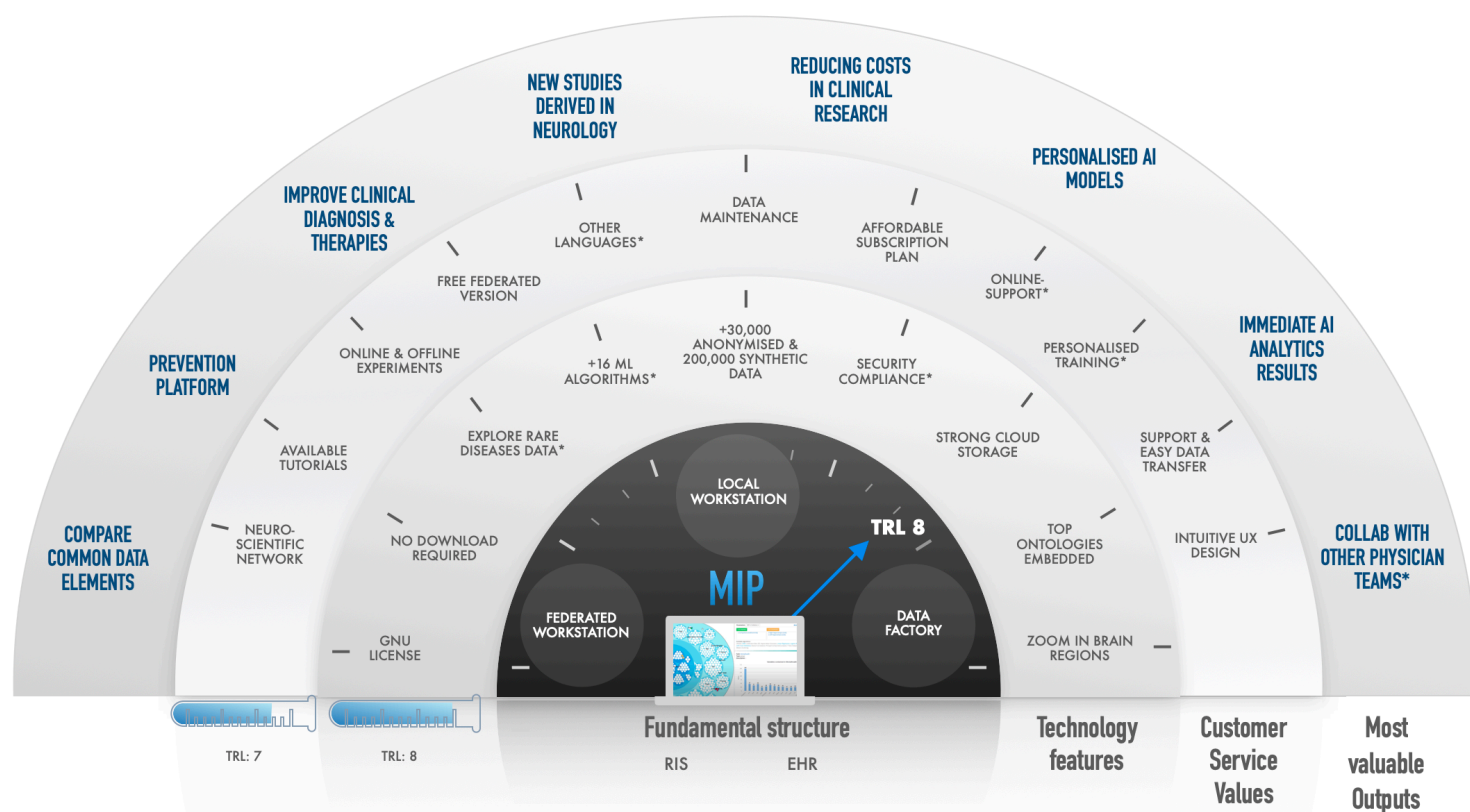 NEW STUDIES
DERIVED IN
NEUROLOGY
REDUCING COSTS
IN CLINICAL
RESEARCH
PERSONALISED AI
MODELS
IMPROVE CLINICAL
DIAGNOSIS &
THERAPIES
IMMEDIATE AI
ANALYTICS
RESULTS
PREVENTION
PLATFORM
COMPARE
COMMON DATA
ELEMENTS
COLLAB WITH
OTHER PHYSICIAN
TEAMS*
DATA
MAINTENANCE
OTHER
LANGUAGES*
AFFORDABLE
SUBSCRIPTION
PLAN
FREE FEDERATED
VERSION
ONLINE-
SUPPORT*
ONLINE & OFFLINE
EXPERIMENTS
PERSONALISED
TRAINING*
AVAILABLE
TUTORIALS
SUPPORT &
EASY DATA
TRANSFER
NEURO-
SCIENTIFIC
NETWORK
INTUITIVE UX
DESIGN
+30,000
ANONYMISED &
200,000 SYNTHETIC
DATA
+16 ML
ALGORITHMS*
SECURITY
COMPLIANCE*
EXPLORE RARE
DISEASES DATA*
STRONG CLOUD
STORAGE
NO DOWNLOAD
REQUIRED
TOP
ONTOLOGIES
EMBEDDED
GNU
LICENSE
ZOOM IN BRAIN
REGIONS
LOCAL
WORKSTATION
TRL 8
MIP
FEDERATED
WORKSTATION
DATA
FACTORY
TRL: 7
TRL: 8
Fundamental structure
RIS
EHR
Technology
features
Customer
Service
Values
Most
valuable
Outputs